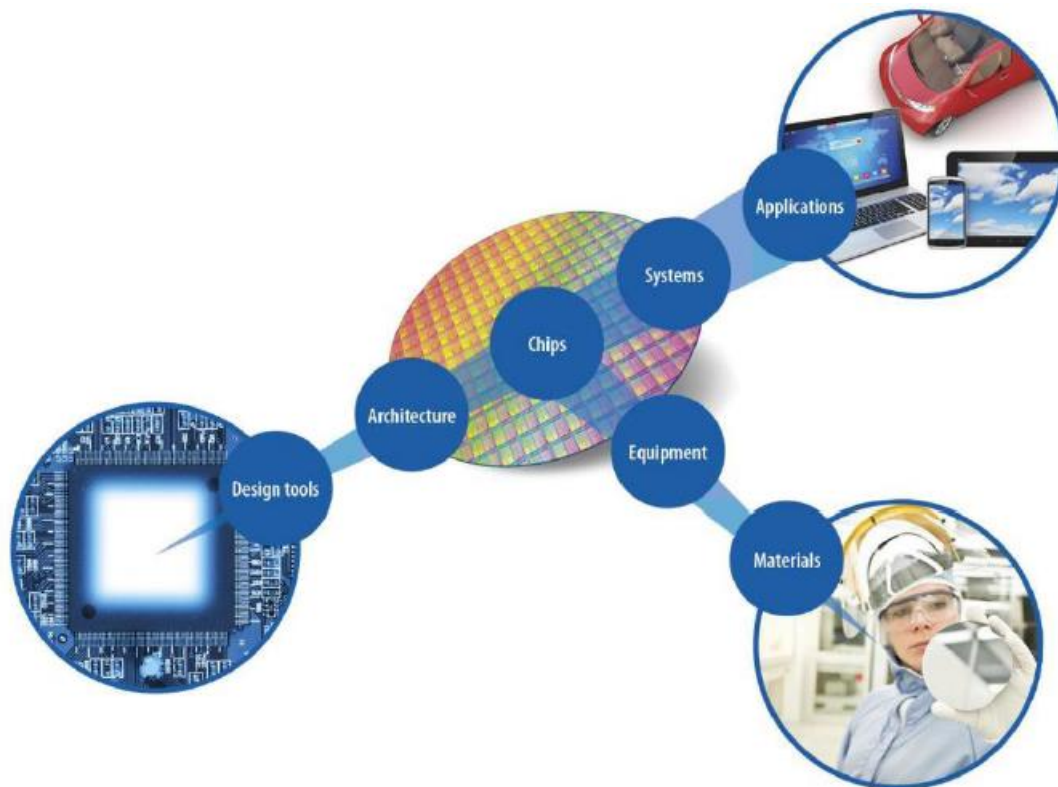 Applications
Systems
Chips
Architecture
Equipment
Design tools
Materials